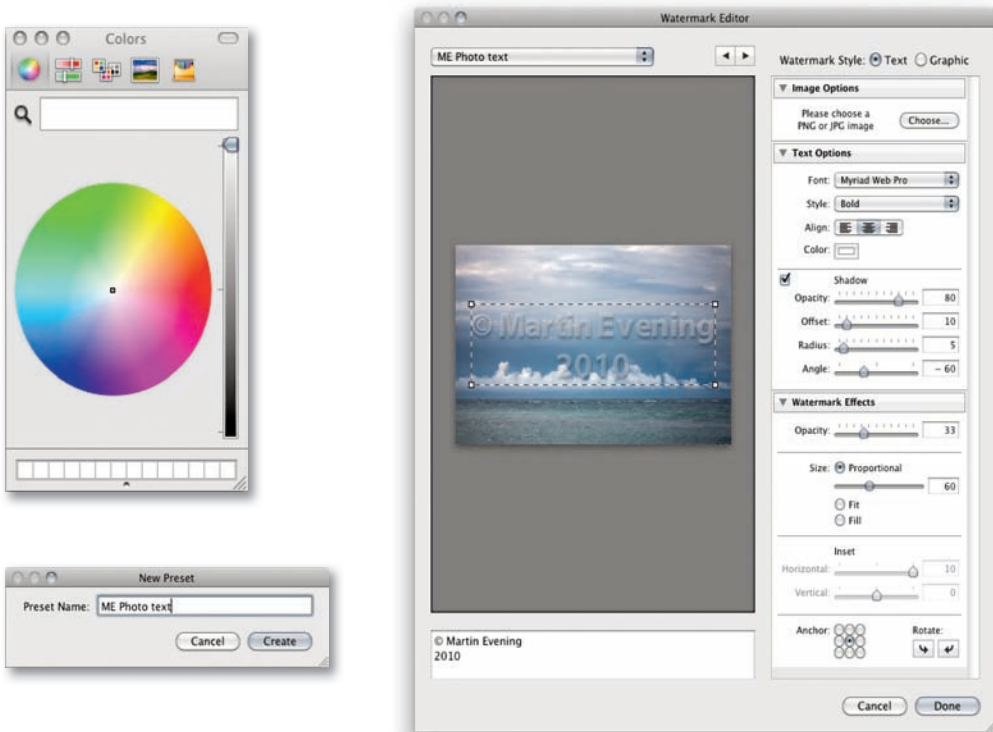 Colors
New Preset
Preset Name: ME Photo text
Cancel Create
Watermark Editor
ME Photo text
Watermark Style: Text Graphic
Image Options
Please choose a
PNG or JPG image
Choose...
Text Options
Font: Myriad Web Pro
Style: Bold
Align:
Color:
Shadow
Opacity: 80
Offset: 10
Radius: 5
Angle: – 60
Watermark Effects
Opacity: 33
Size: Proportional
60
Fit
Fill
Inset
Horizontal: 10
Vertical: 0
Anchor: Rotate:
© Martin Evening
2010
© Martin Evening
2010
Cancel Done